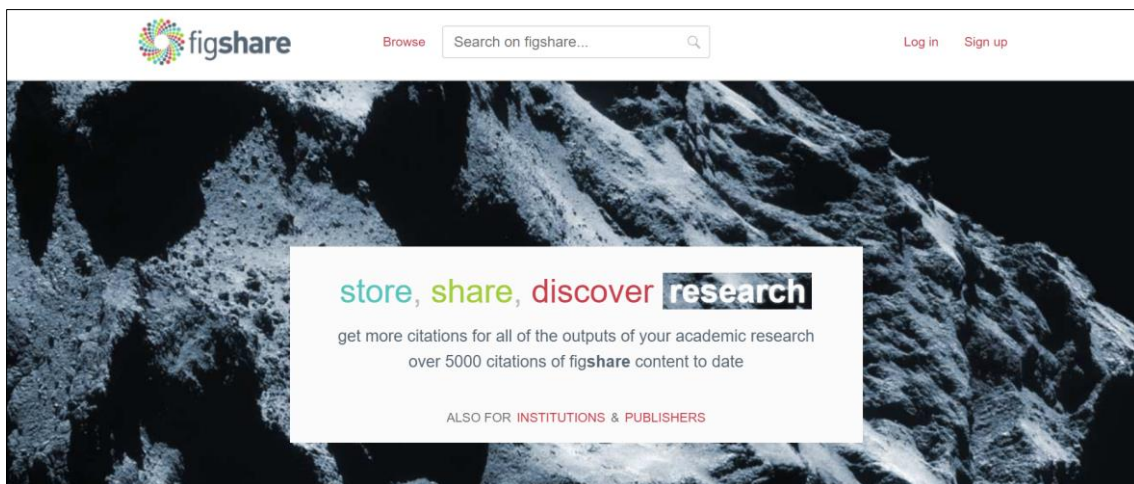 figshare Browse Search on figshare... Log in Sign up
store, share, discover research
get more citations for all of the outputs of your academic research
over 5000 citations of figshare content to date
ALSO FOR INSTITUTIONS & PUBLISHERS